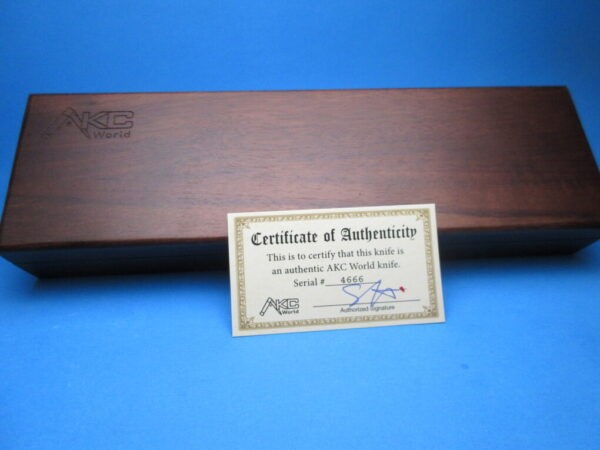 AKC
World
Certificate of Authenticity
This is to certify that this knife is
an authentic AKC World knife.
Serial # 4666
AKC
World
Authorized Signature